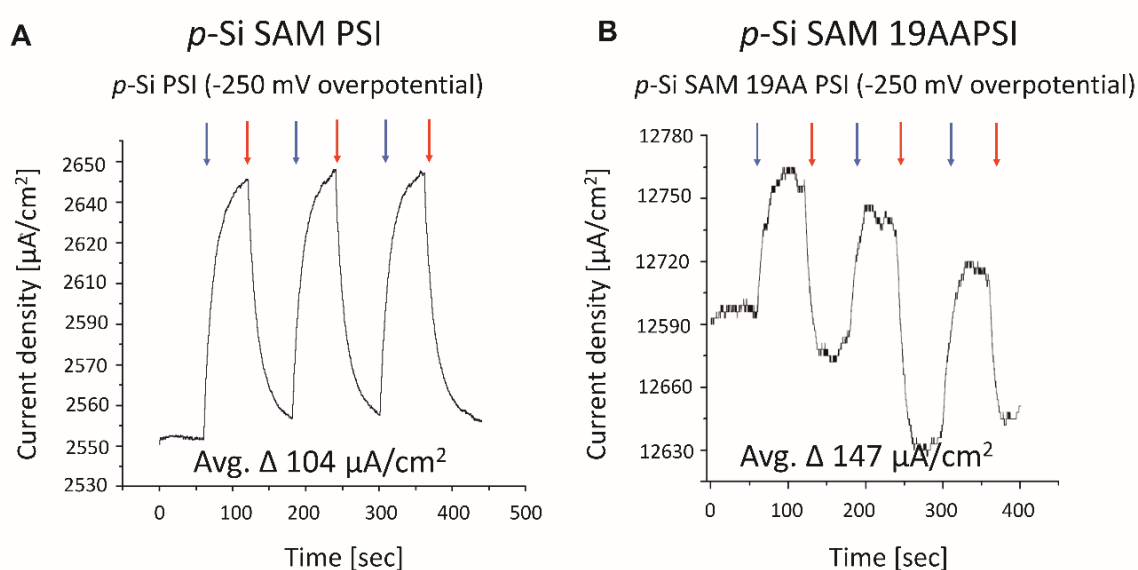 A
p-Si SAM PSI
p-Si PSI (-250 mV overpotential)
2650
2640
2620
2610
2590
2570
2560
2550
2530
Current density [µA/cm²]
Avg. Δ 104 µA/cm²
0
100
200
300
400
500
Time [sec]
B
p-Si SAM 19AAPSI
p-Si SAM 19AA PSI (-250 mV overpotential)
12780
12750
12720
12590
12660
12630
Current density [µA/cm²]
Avg. Δ 147 µA/cm²
0
100
200
300
400
Time [sec]